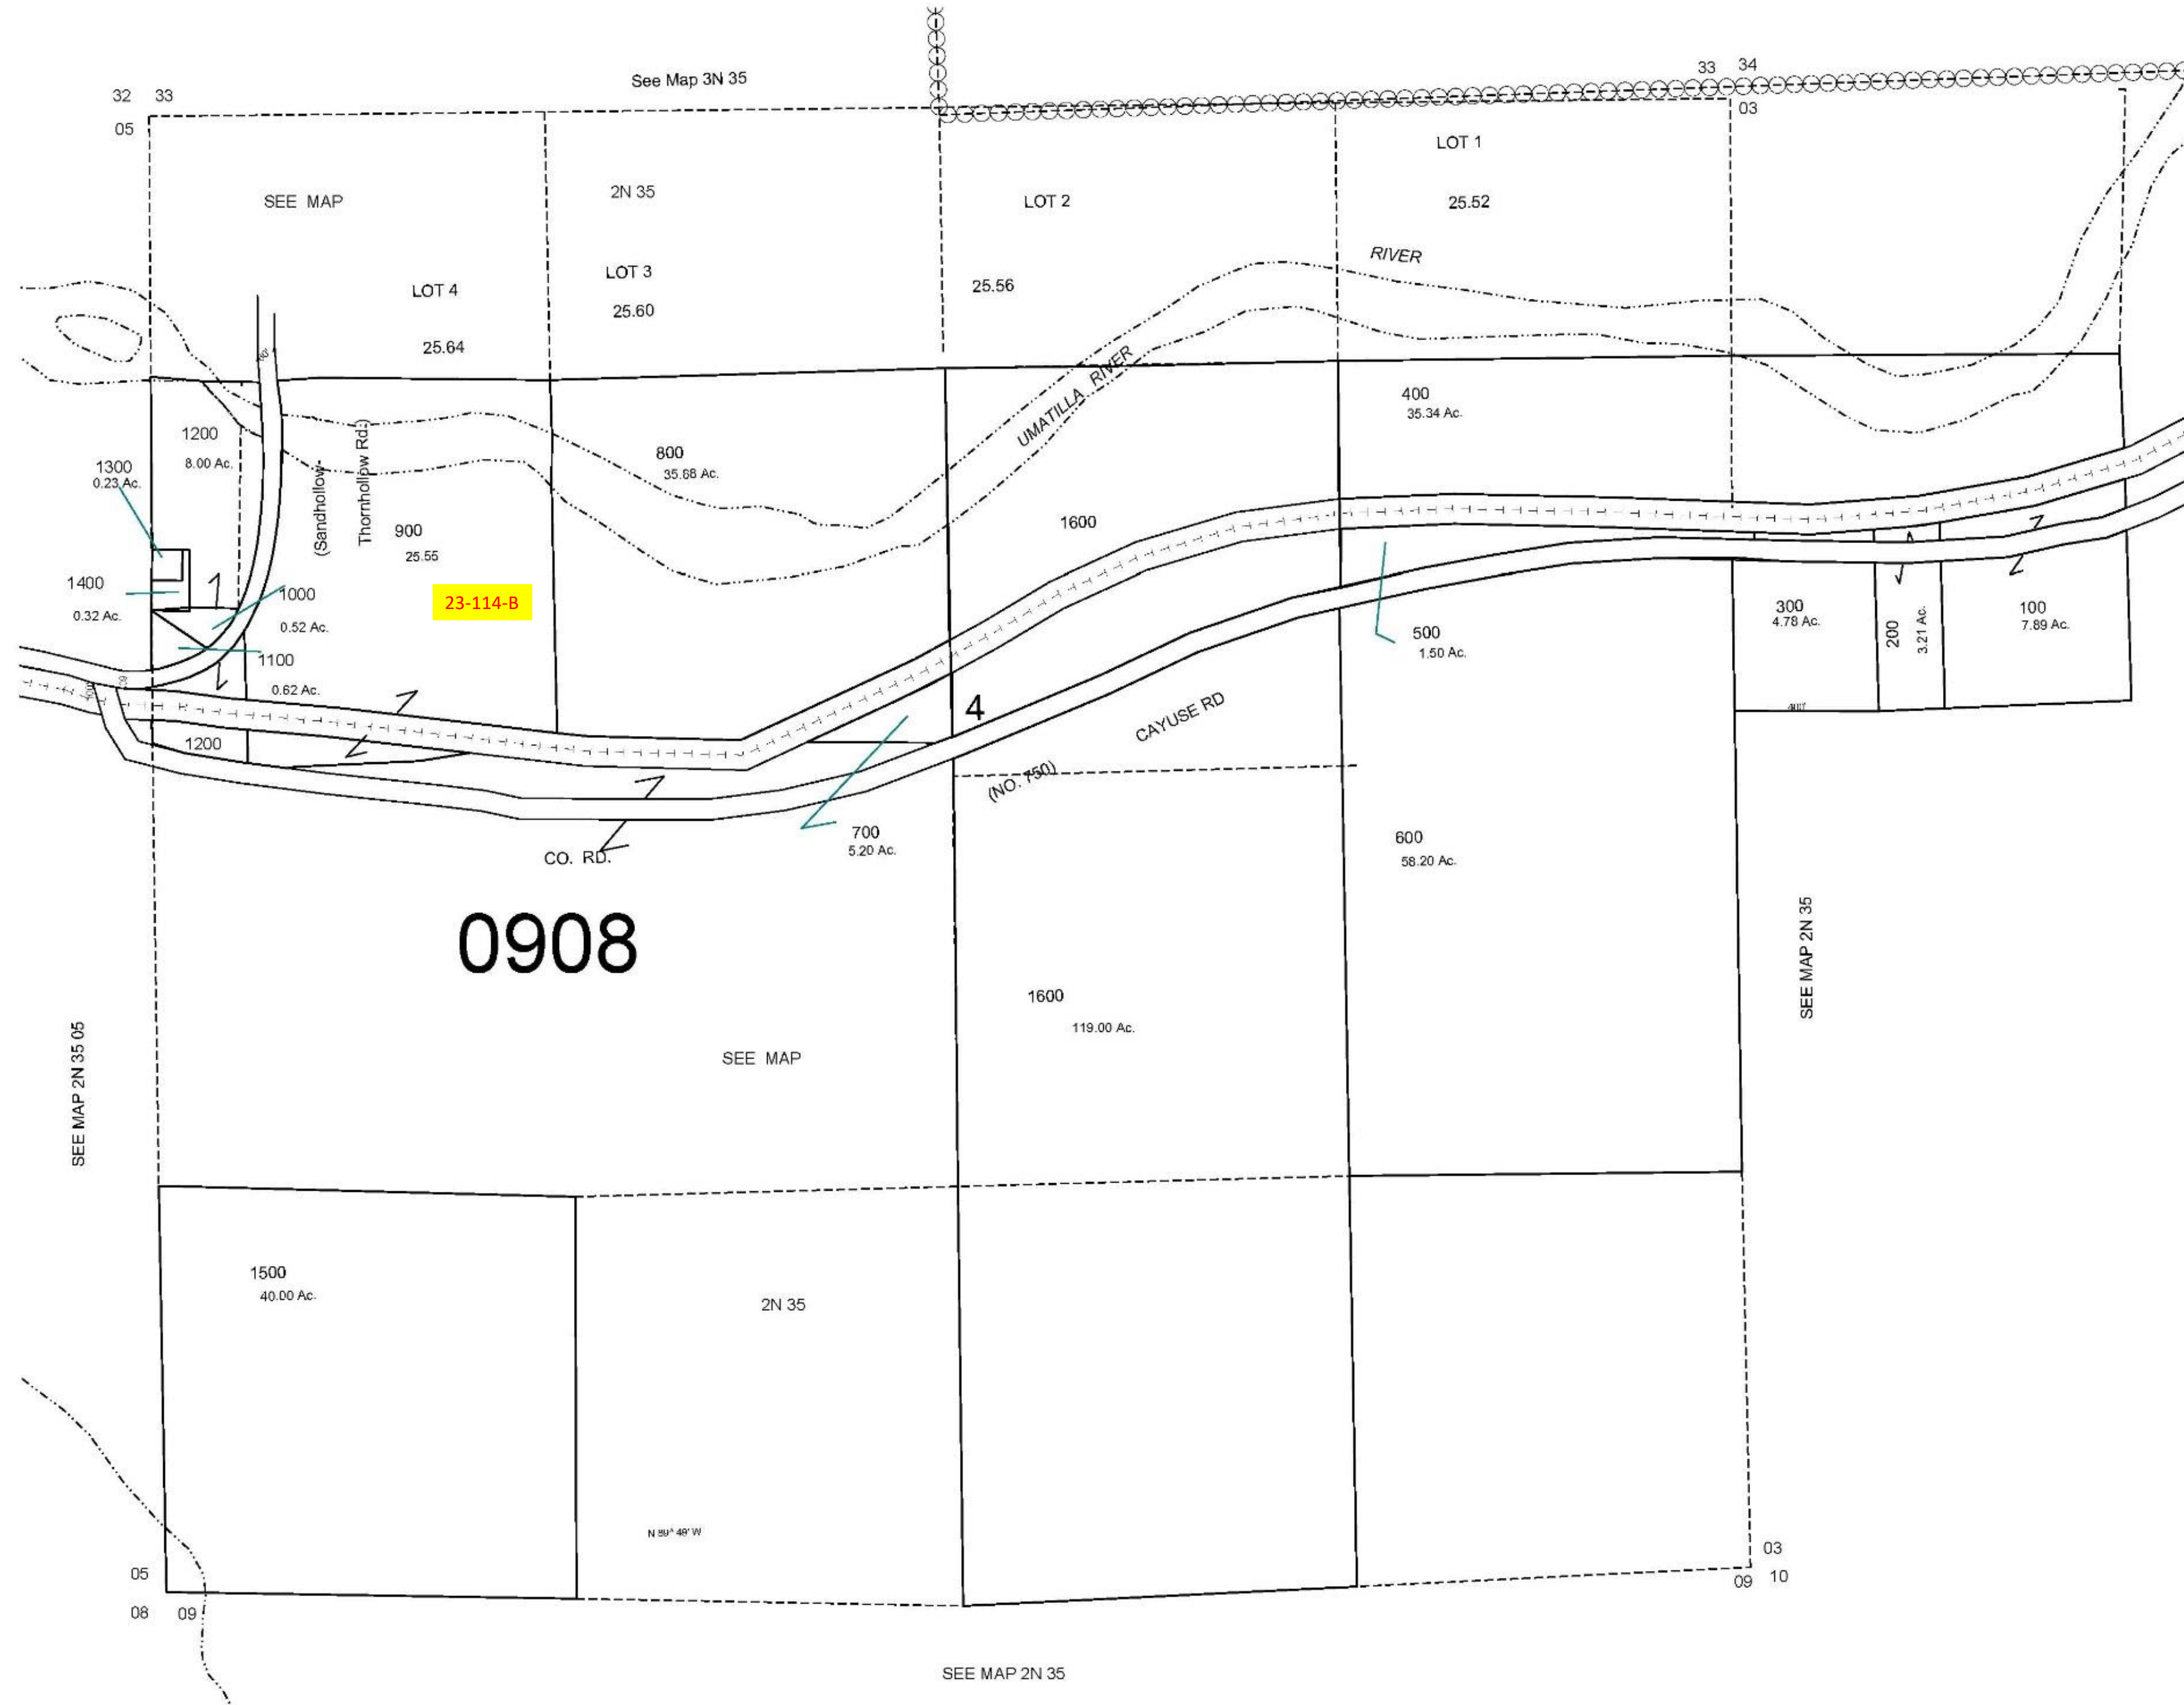 See Map 3N 35
33 34
32 33
05
03
LOT 1
SEE MAP
2N 35
LOT 2
25.52
RIVER
LOT 3
25.56
LOT 4
25.60
25.64
UMATILLA RIVER
400
35.34 Ac.
1200
8.00 Ac.
1300
0.23 Ac.
(Sandhollow-
Thornhollow Rd.)
800
35.68 Ac.
900
25.55
1600
1400
0.32 Ac.
1000
0.52 Ac.
23-114-B
300
4.78 Ac.
200
3.21 Ac.
100
7.89 Ac.
500
1.50 Ac.
1100
0.62 Ac.
4
CAYUSE RD
1200
(NO. 750)
700
5.20 Ac.
600
58.20 Ac.
CO. RD.
0908
SEE MAP 2N 35
1600
119.00 Ac.
SEE MAP 2N 35 05
SEE MAP
1500
40.00 Ac.
2N 35
N 89° 49' W
05
03
08 09
09 10
SEE MAP 2N 35